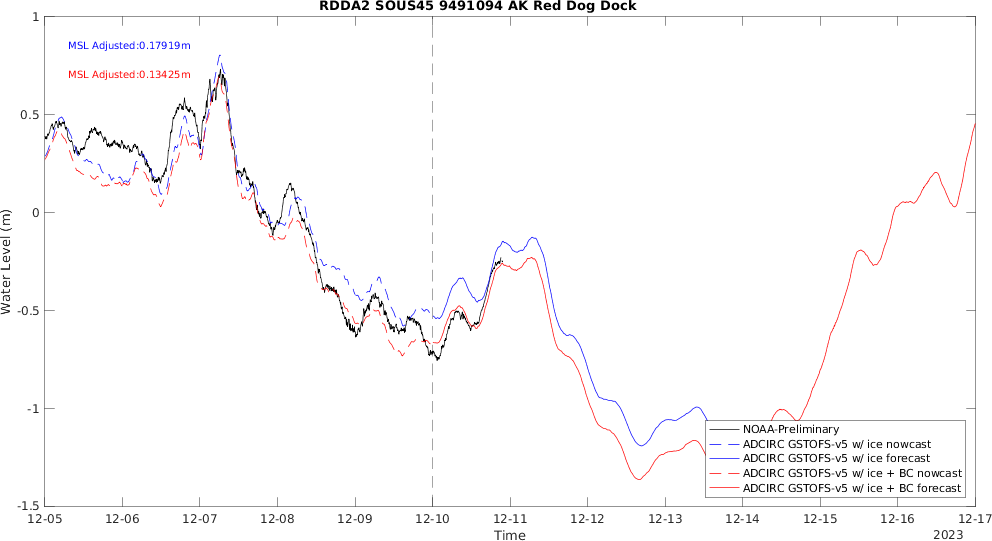 RDDA2 SOUS45 9491094 AK Red Dog Dock
MSL Adjusted:0.17919m
MSL Adjusted:0.13425m
Water Level (m)
1
0.5
0
-0.5
-1
-1.5
NOAA-Preliminary
ADCIRC GSTOFS-v5 w/ ice nowcast
ADCIRC GSTOFS-v5 w/ ice forecast
ADCIRC GSTOFS-v5 w/ ice + BC nowcast
ADCIRC GSTOFS-v5 w/ ice + BC forecast
12-05 12-06 12-07 12-08 12-09 12-10 12-11 12-12 12-13 12-14 12-15 12-16 12-17
Time
2023